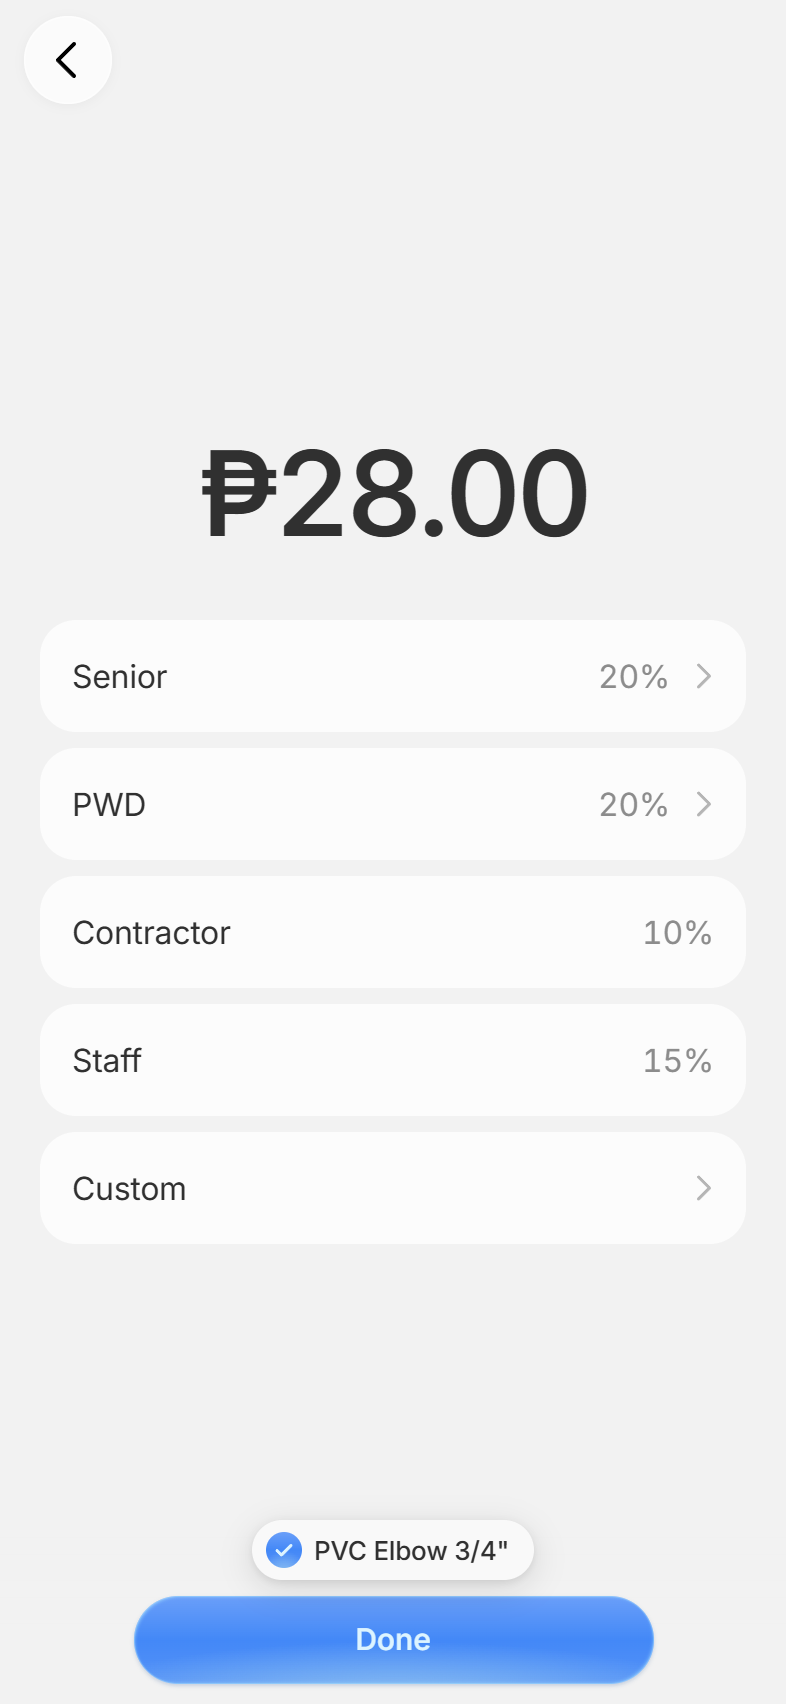 ₱28.00
Senior 20%
PWD 20%
Contractor 10%
Staff 15%
Custom
PVC Elbow 3/4"
Done